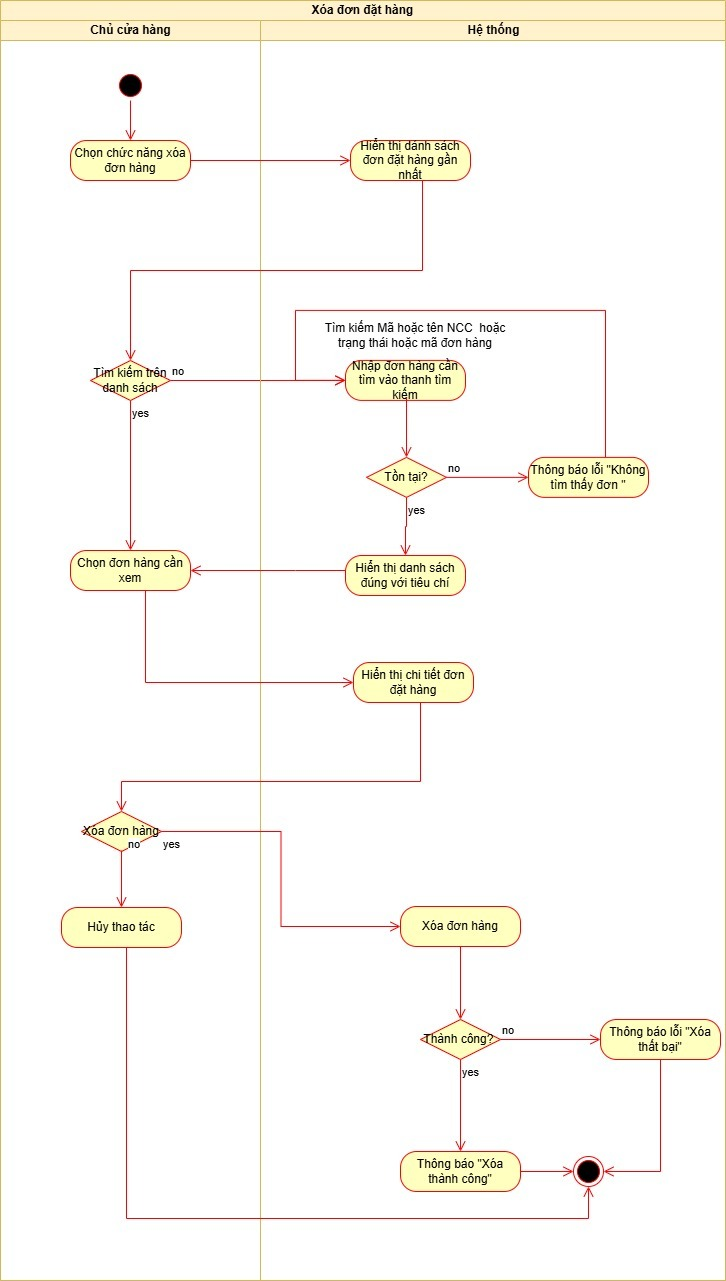 Xóa đơn đặt hàng
Chủ cửa hàng
Hệ thống
Chọn chức năng xóa
đơn hàng
Hiển thị dánh sách
đơn đặt hàng gần
nhất
Tìm kiếm Mã hoặc tên NCC hoặc
trạng thái hoặc mã đơn hàng
Tìm kiếm trên
danh sách
no
yes
Nhập đơn hàng cần
tìm vào thanh tìm
kiếm
Tồn tại?
no
yes
Thông báo lỗi "Không
tìm thấy đơn "
Chọn đơn hàng cần
xem
Hiển thị danh sách
đúng với tiêu chí
Hiển thị chi tiết đơn
đặt hàng
Xóa đơn hàng
no
yes
Hủy thao tác
Xóa đơn hàng
Thành công?
no
yes
Thông báo lỗi "Xóa
thất bại"
Thông báo "Xóa
thành công"